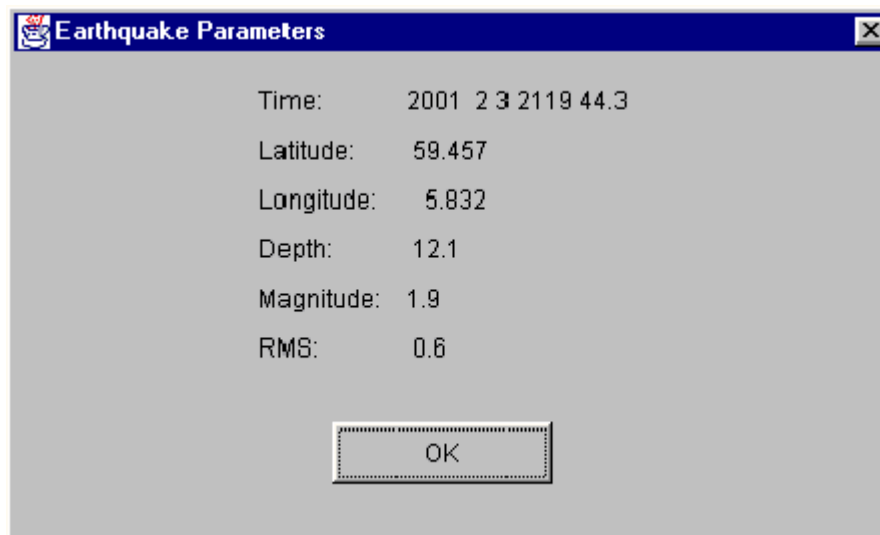 Earthquake Parameters
Time: 2001 2 3 2119 44.3
Latitude: 59.457
Longitude: 5.832
Depth: 12.1
Magnitude: 1.9
RMS: 0.6
OK